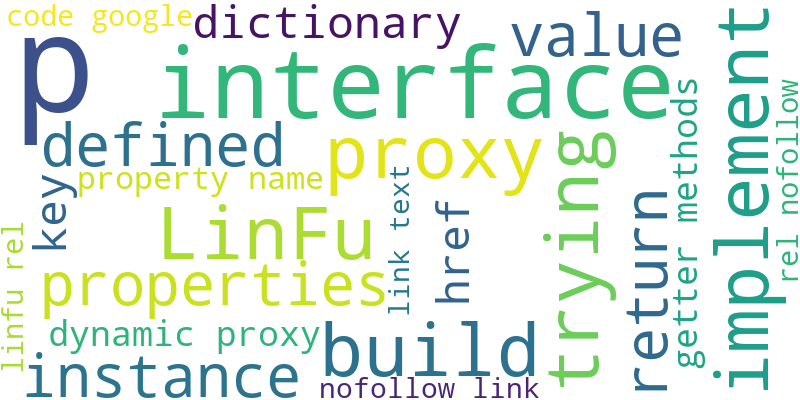 code google
dictionary
value
p
interface
implement
defined
proxy
trying
getter methods
rel nofollow
key
property name
link text
href
return
LinFu
linfu rel
properties
dynamic proxy
build
instance
nofollow link